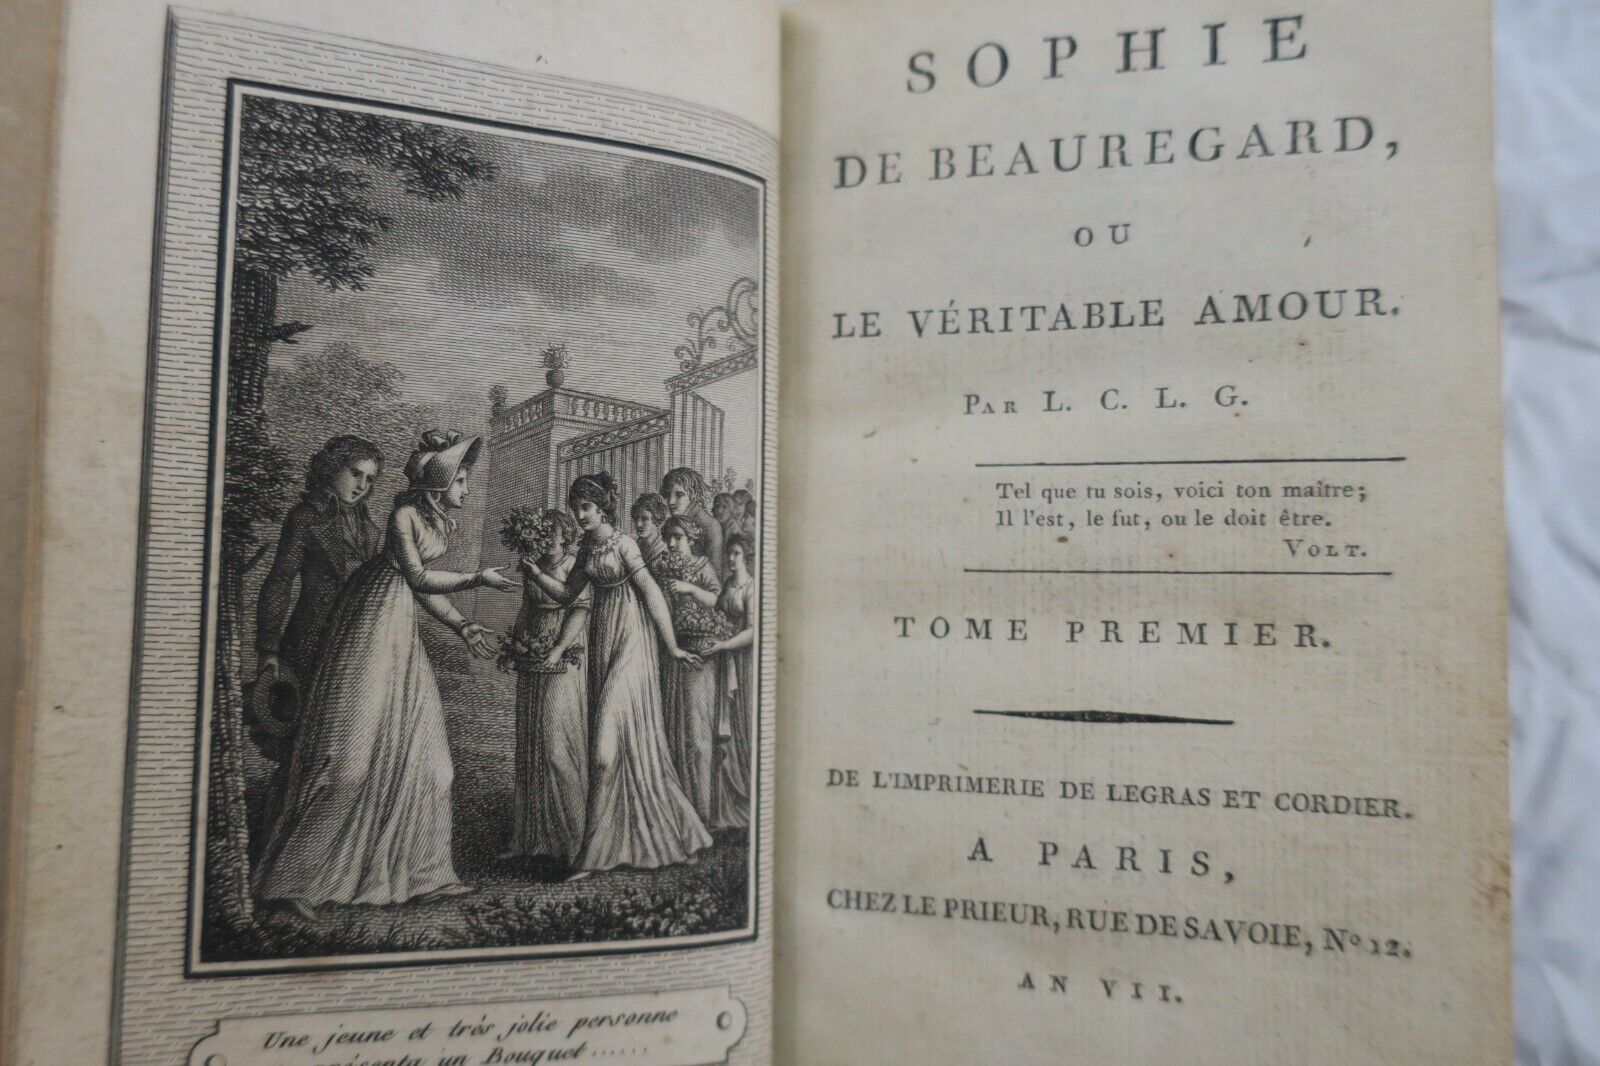 Une jeune et très jolie personne
présenta un Bouquet......
SOPHIE
DE BEAUREGARD,
OU
LE VÉRITABLE AMOUR.
PAR L. C. L. G.
Tel que tu sois, voici ton maître;
Il l'est, le fut, ou le doit être.
VOLT.
TOME PREMIER.
DE L'IMPRIMERIE DE LEGRAS ET CORDIER.
A PARIS,
CHEZ LE PRIEUR, RUE DE SAVOIE, No 12.
AN VII.